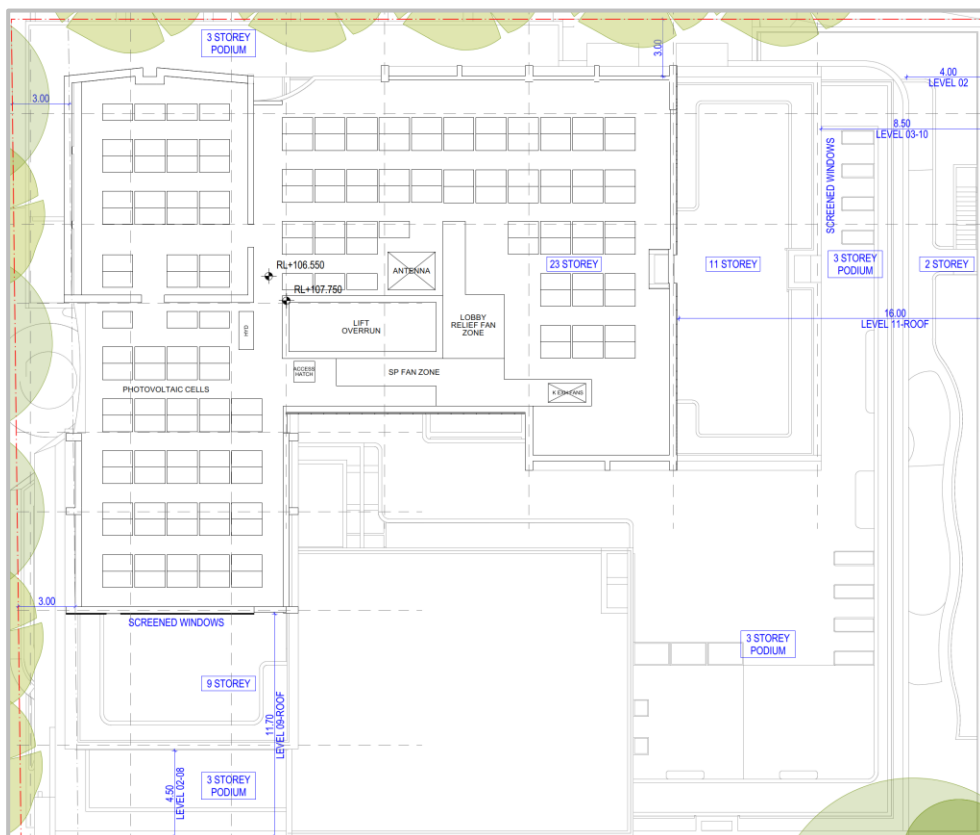 3 STOREY
PODIUM
3.00
3.00
4.00
LEVEL 02
8.50
LEVEL 03-10
SCREENED WINDOWS
RL+106.550
ANTENNA
23 STOREY
11 STOREY
3 STOREY
PODIUM
2 STOREY
RL+107.750
LIFT
OVERRUN
LOBBY
RELIEF FAN
ZONE
16.00
LEVEL 11-ROOF
HYD
ACCESS
HATCH
SP FAN ZONE
PHOTOVOLTAIC CELLS
K EXH FANS
3.00
SCREENED WINDOWS
3 STOREY
PODIUM
9 STOREY
11.70
LEVEL 09-ROOF
3 STOREY
PODIUM
4.50
LEVEL 02-08